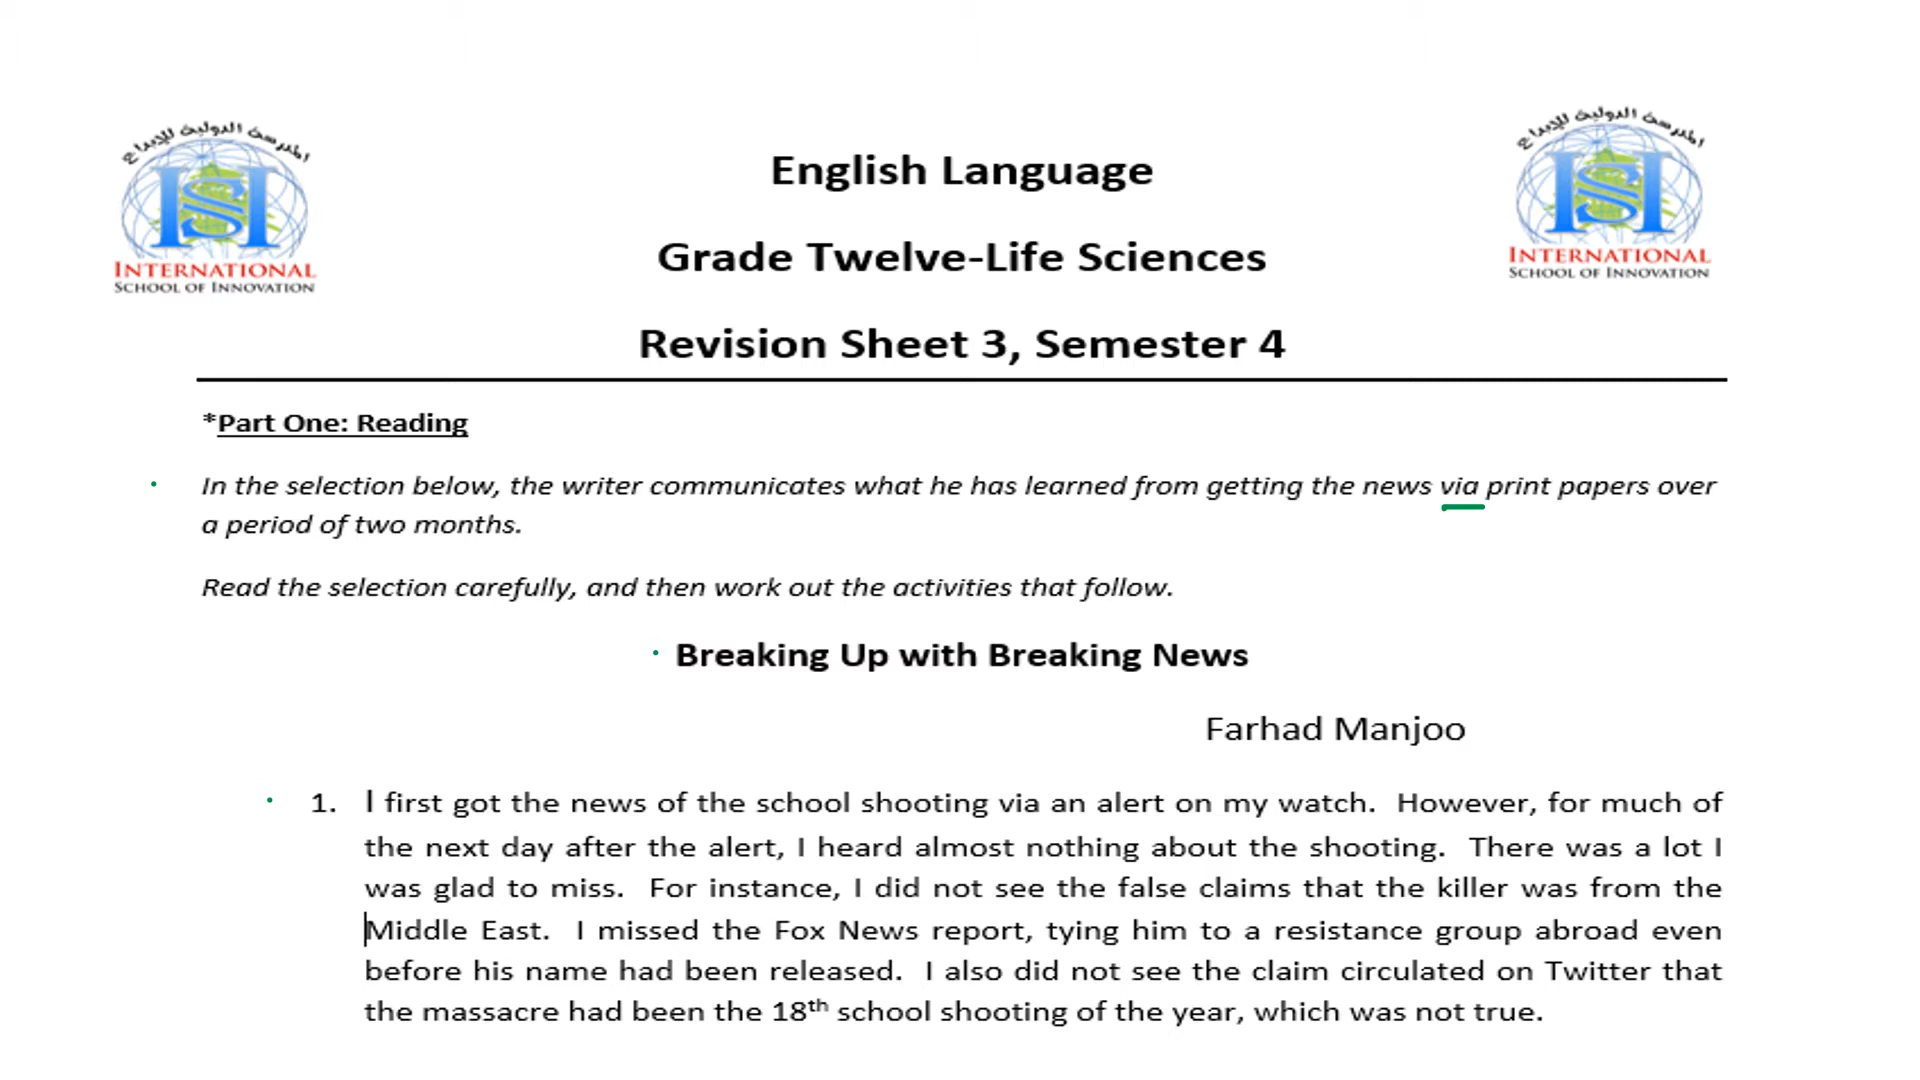 المدرسة الدولية للإبداع
ISI
INTERNATIONAL
SCHOOL OF INNOVATION
المدرسة الدولية للإبداع
ISI
INTERNATIONAL
SCHOOL OF INNOVATION
English Language
Grade Twelve-Life Sciences
Revision Sheet 3, Semester 4
*Part One: Reading
In the selection below, the writer communicates what he has learned from getting the news via print papers over
a period of two months.
Read the selection carefully, and then work out the activities that follow.
Breaking Up with Breaking News
Farhad Manjoo
1. I first got the news of the school shooting via an alert on my watch. However, for much of
the next day after the alert, I heard almost nothing about the shooting. There was a lot I
was glad to miss. For instance, I did not see the false claims that the killer was from the
Middle East. I missed the Fox News report, tying him to a resistance group abroad even
before his name had been released. I also did not see the claim circulated on Twitter that
the massacre had been the 18th school shooting of the year, which was not true.